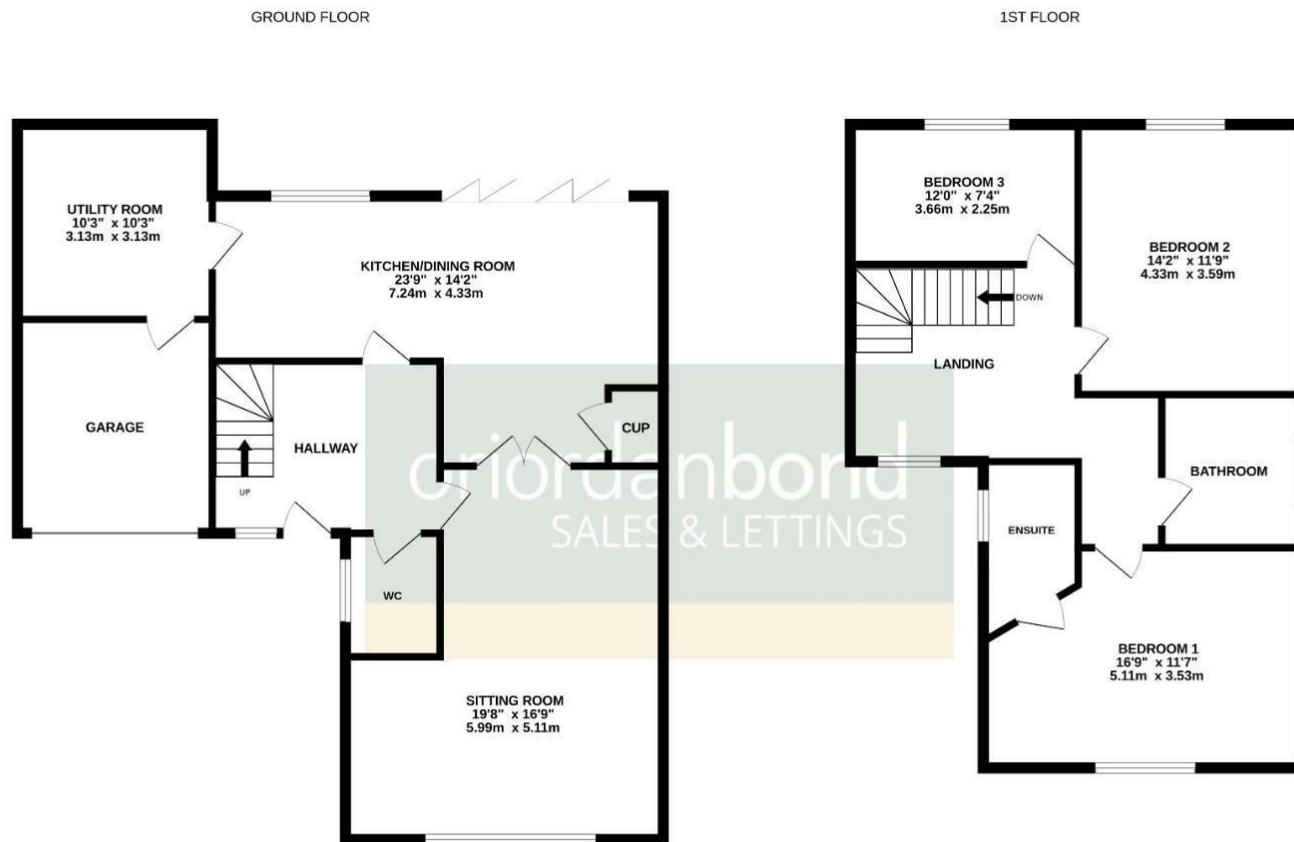 GROUND FLOOR
1ST FLOOR
UTILITY ROOM
10'3" x 10'3"
3.13m x 3.13m
KITCHEN/DINING ROOM
23'9" x 14'2"
7.24m x 4.33m
GARAGE
HALLWAY
UP
CUP
WC
SITTING ROOM
19'8" x 16'9"
5.99m x 5.11m
BEDROOM 3
12'0" x 7'4"
3.66m x 2.25m
BEDROOM 2
14'2" x 11'9"
4.33m x 3.59m
DOWN
LANDING
BATHROOM
ENSUITE
BEDROOM 1
16'9" x 11'7"
5.11m x 3.53m
oriordanbond
SALES & LETTINGS